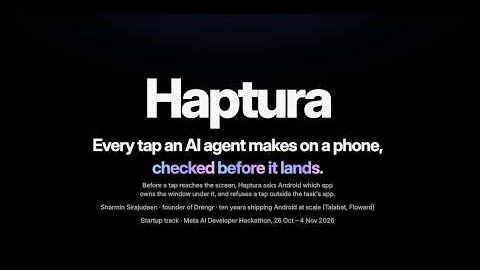 Haptura
Every tap an AI agent makes on a phone,
checked before it lands.
Before a tap reaches the screen, Haptura asks Android which app
owns the window under it, and refuses a tap outside the task's app.
Sharmin Sirajudeen · founder of Drengr · ten years shipping Android at scale (Talabat, Floward)
Startup track · Meta AI Developer Hackathon, 26 Oct – 4 Nov 2026